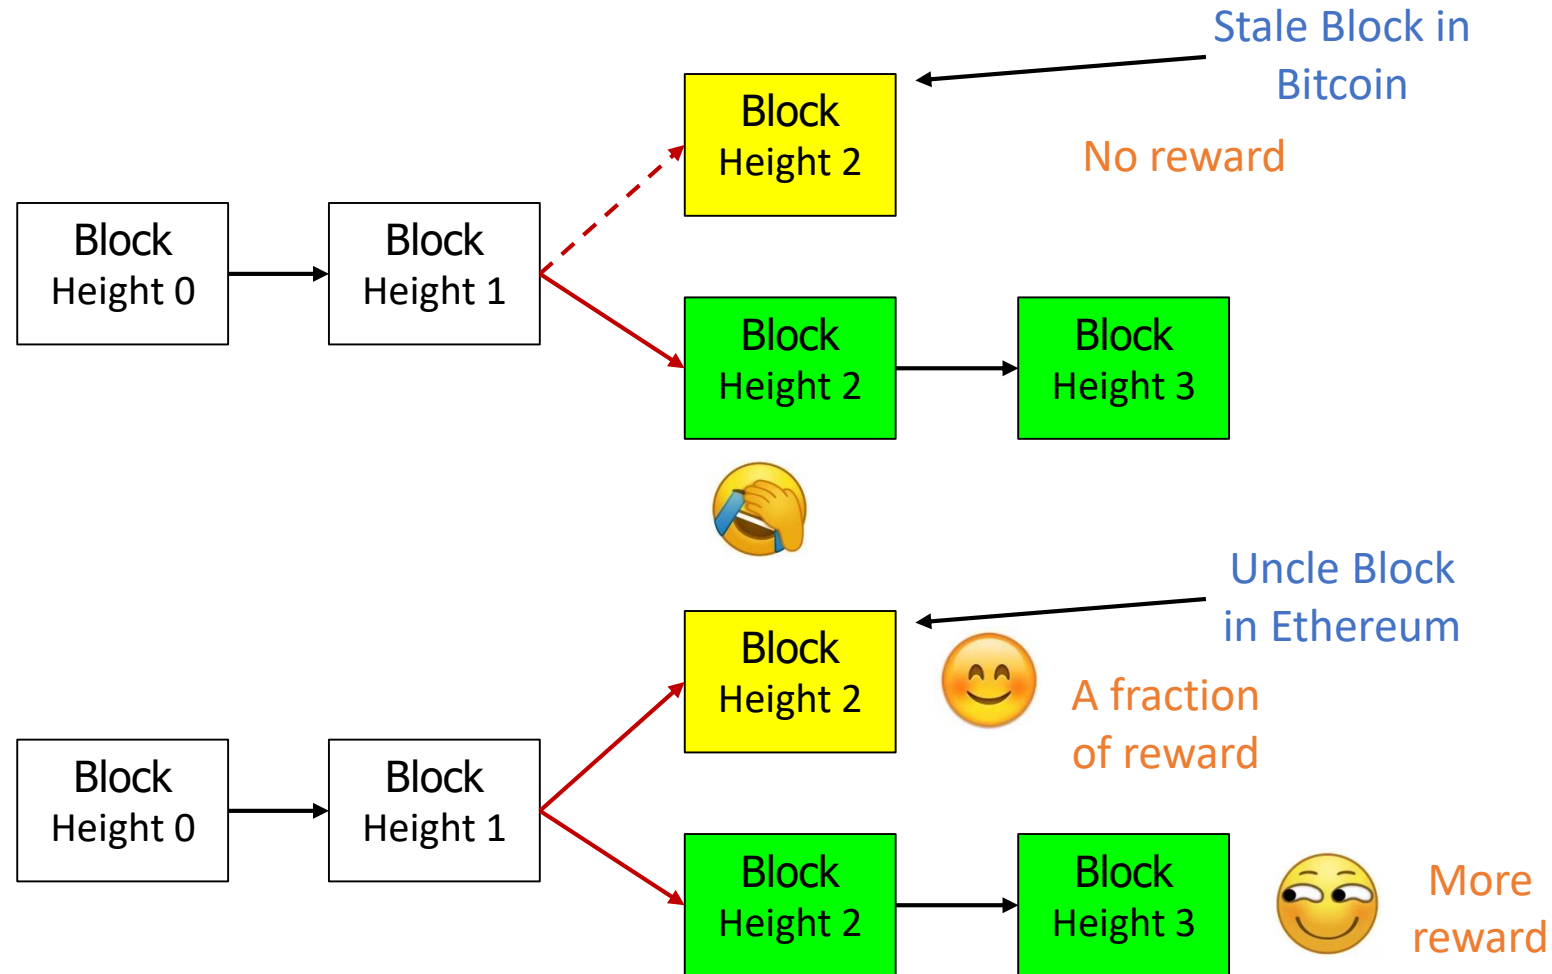 Stale Block in
Bitcoin
Block
Height 2
No reward
Block
Height 0
Block
Height 1
Block
Height 2
Block
Height 3
Uncle Block
in Ethereum
Block
Height 2
A fraction
of reward
Block
Height 0
Block
Height 1
Block
Height 2
Block
Height 3
More
reward